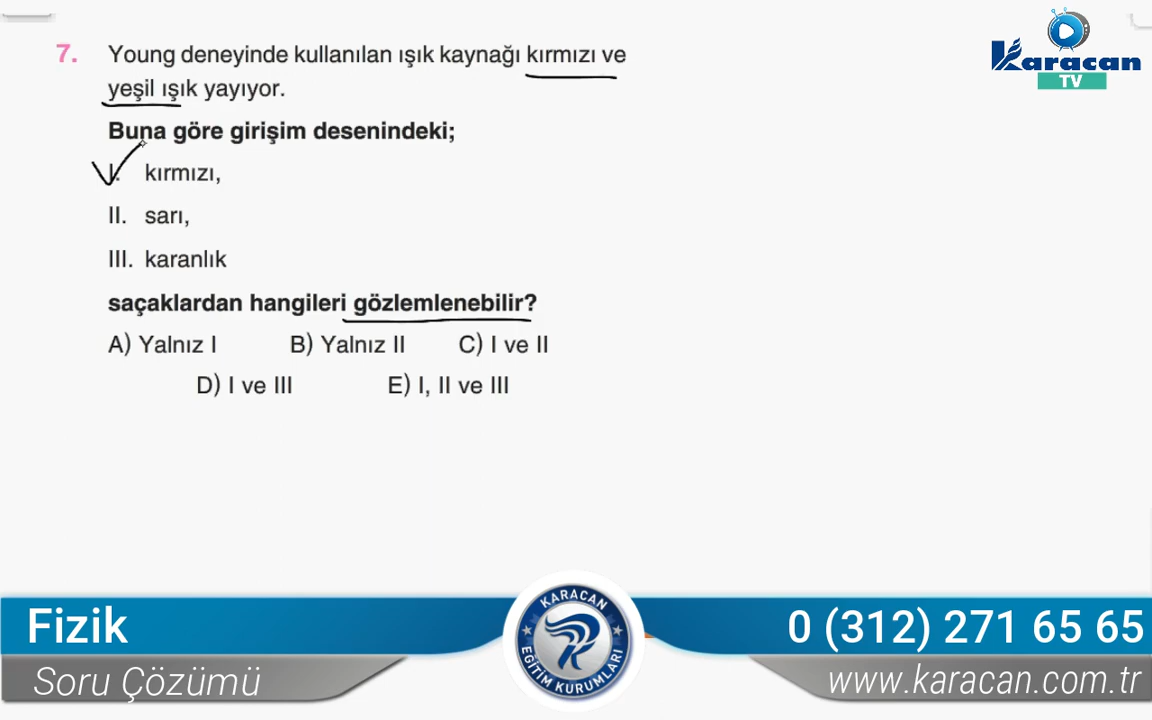 Karacan
TV
7. Young deneyinde kullanılan ışık kaynağı kırmızı ve
yeşil ışık yayıyor.
Buna göre girişim desenindeki;
I. kırmızı,
II. sarı,
III. karanlık
saçaklardan hangileri gözlemlenebilir?
A) Yalnız I B) Yalnız II C) I ve II
D) I ve III E) I, II ve III
Fizik
Soru Çözümü
KARACAN
EĞİTİM KURUMLARI
0 (312) 271 65 65
www.karacan.com.tr